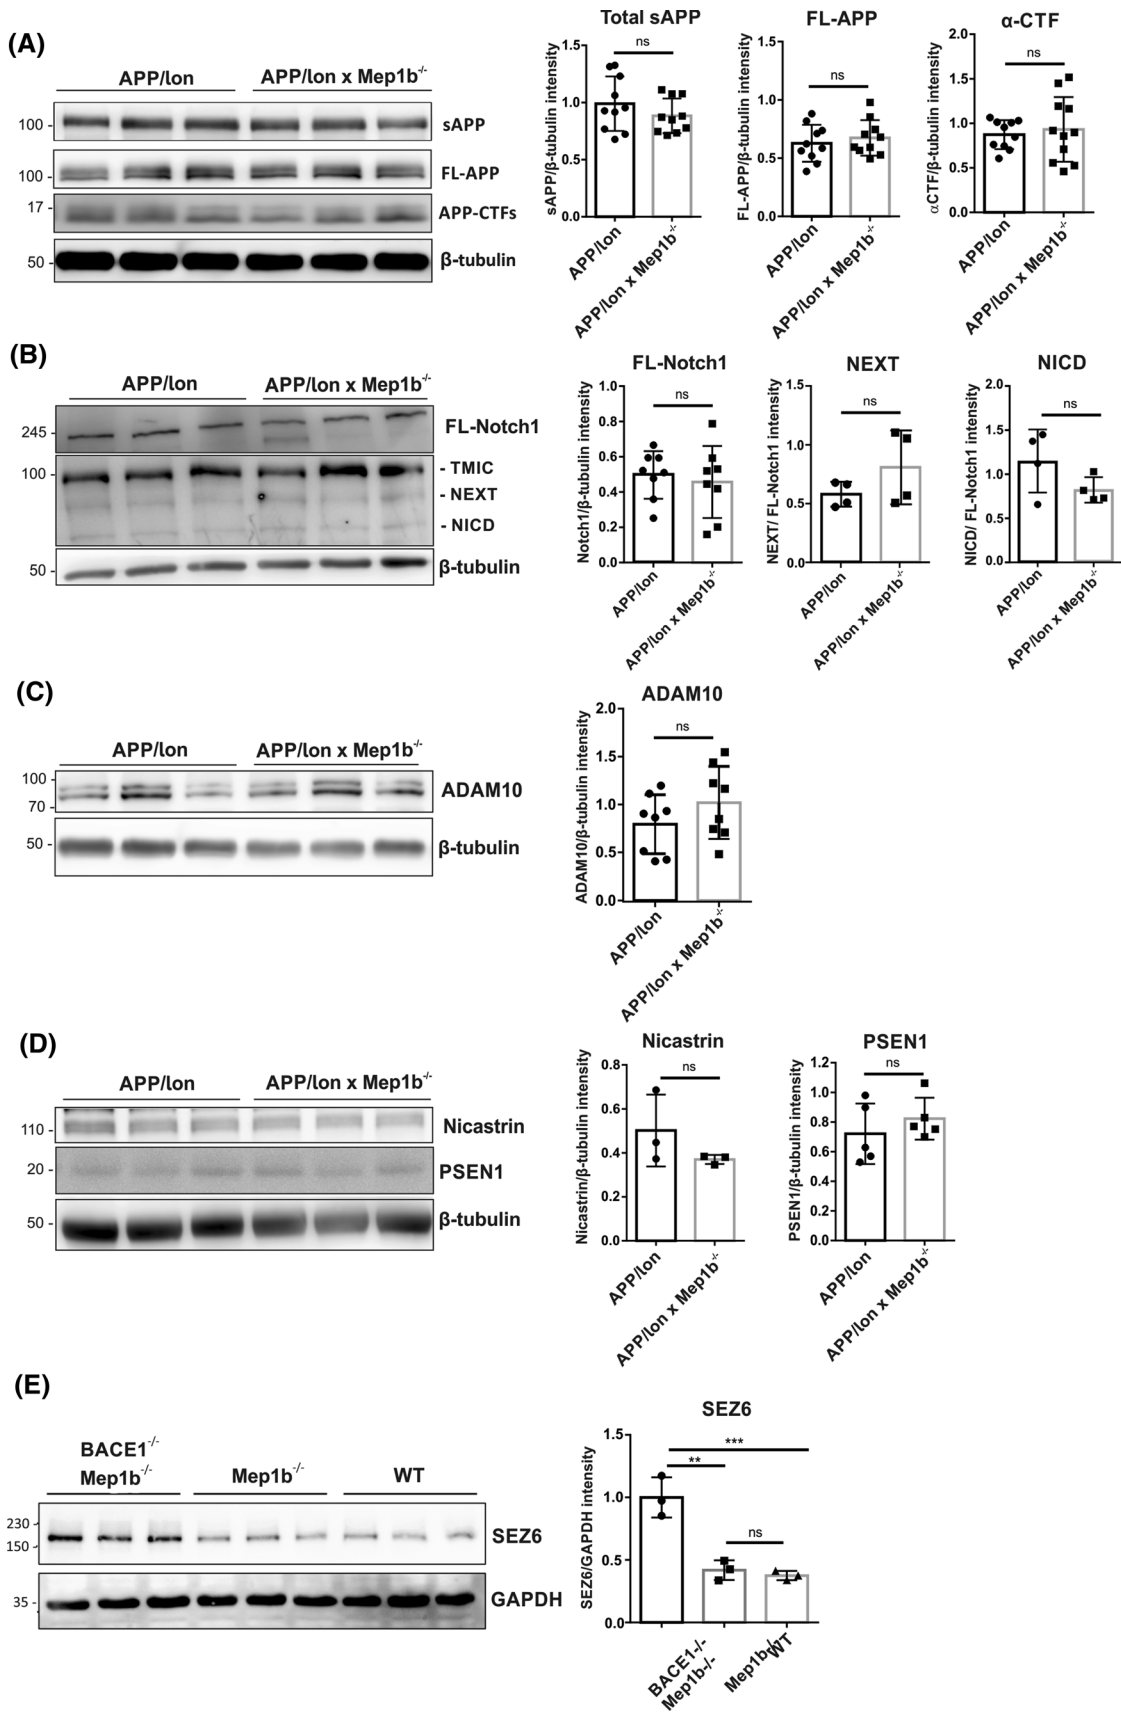 (A)
APP/lon
APP/lon x Mep1b-/-
100
sAPP
100
FL-APP
17
APP-CTFs
50
β-tubulin
Total sAPP
sAPP/β-tubulin intensity
1.5
1.0
0.5
0.0
ns
APP/lon
APP/lon x Mep1b-/-
FL-APP
FL-APP/β-tubulin intensity
1.5
1.0
0.5
0.0
ns
APP/lon
APP/lon x Mep1b-/-
α-CTF
αCTF/β-tubulin intensity
2.0
1.5
1.0
0.5
0.0
ns
APP/lon
APP/lon x Mep1b-/-
(B)
APP/lon
APP/lon x Mep1b-/-
245
FL-Notch1
100
- TMIC
- NEXT
- NICD
50
β-tubulin
FL-Notch1
Notch1/β-tubulin intensity
1.0
0.8
0.6
0.4
0.2
0.0
ns
APP/lon
APP/lon x Mep1b-/-
NEXT
NEXT/ FL-Notch1 intensity
1.5
1.0
0.5
0.0
ns
APP/lon
APP/lon x Mep1b-/-
NICD
NICD/ FL-Notch1 intensity
2.0
1.5
1.0
0.5
0.0
ns
APP/lon
APP/lon x Mep1b-/-
(C)
APP/lon
APP/lon x Mep1b-/-
100
70
ADAM10
50
β-tubulin
ADAM10
ADAM10/β-tubulin intensity
2.0
1.5
1.0
0.5
0.0
ns
APP/lon
APP/lon x Mep1b-/-
(D)
APP/lon
APP/lon x Mep1b-/-
110
Nicastrin
20
PSEN1
50
β-tubulin
Nicastrin
Nicastrin/β-tubulin intensity
0.8
0.6
0.4
0.2
0.0
ns
APP/lon
APP/lon x Mep1b-/-
PSEN1
PSEN1/β-tubulin intensity
1.2
1.0
0.8
0.6
0.4
0.2
0.0
ns
APP/lon
APP/lon x Mep1b-/-
(E)
BACE1-/-
Mep1b-/-
Mep1b-/-
WT
230
150
SEZ6
35
GAPDH
SEZ6
SEZ6/GAPDH intensity
1.5
1.0
0.5
0.0
***
**
ns
BACE1-/-
Mep1b-/-
Mep1b-/-
WT